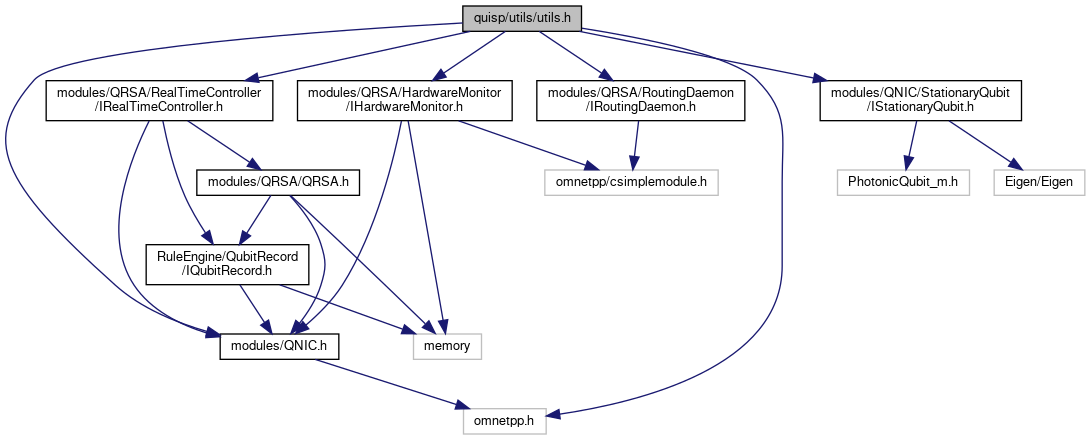 quisp/utils/utils.h
modules/QRSA/RealTimeController
/IRealTimeController.h
modules/QRSA/HardwareMonitor
/IHardwareMonitor.h
modules/QRSA/RoutingDaemon
/IRoutingDaemon.h
modules/QNIC/StationaryQubit
/IStationaryQubit.h
modules/QRSA/QRSA.h
omnetpp/csimplemodule.h
PhotonicQubit_m.h
Eigen/Eigen
RuleEngine/QubitRecord
/IQubitRecord.h
modules/QNIC.h
memory
omnetpp.h